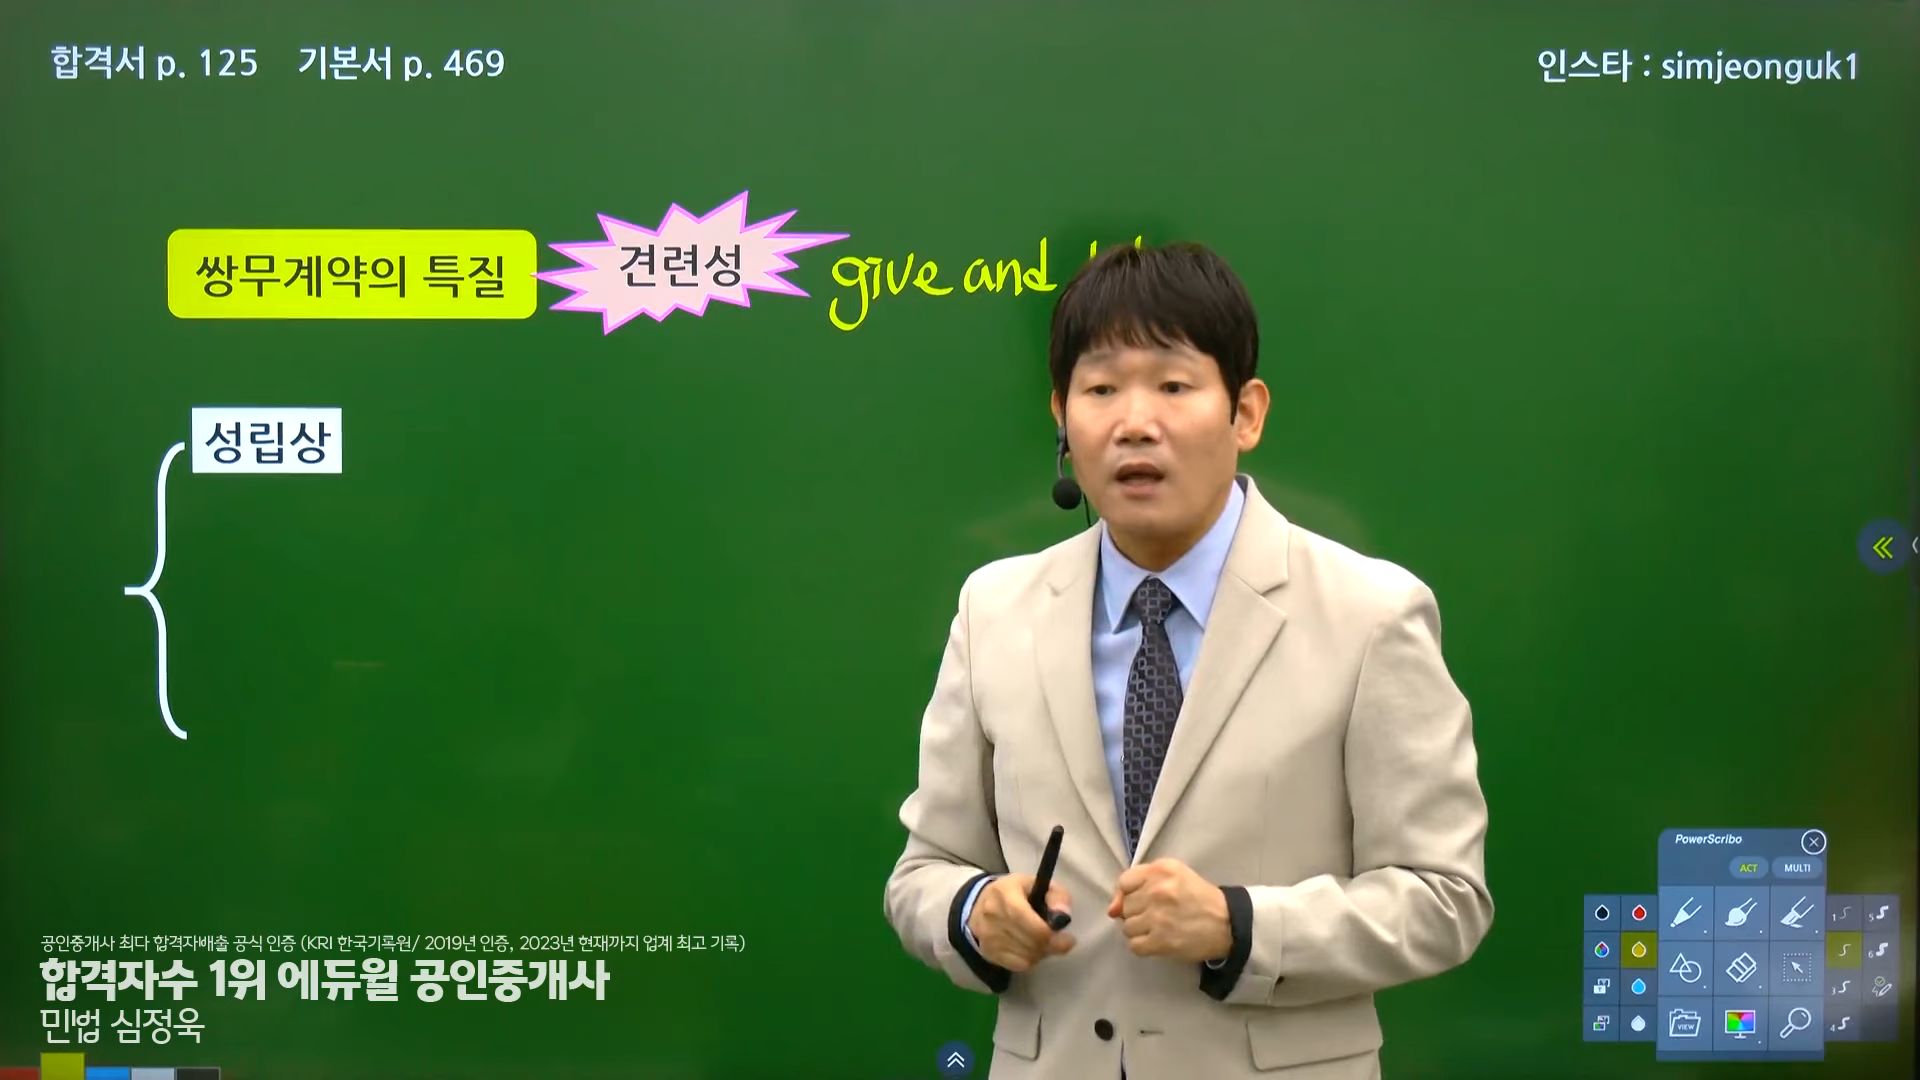 합격서 p. 125 기본서 p. 469
인스타 : simjeonguk1
쌍무계약의 특질
견련성
give and
성립상
PowerScribo
ACT MULTI
VIEW
공인중개사 최다 합격자배출 공식 인증 (KRI 한국기록원/ 2019년 인증, 2023년 현재까지 업계 최고 기록)
합격자수 1위 에듀윌 공인중개사
민법 심정욱